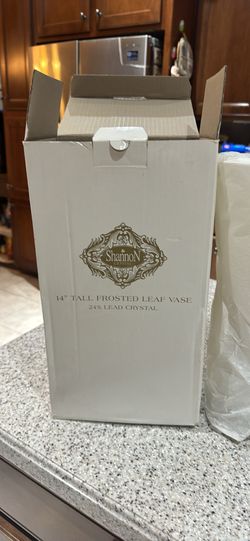 Shannon
14" TALL FROSTED LEAF VASE
24% LEAD CRYSTAL